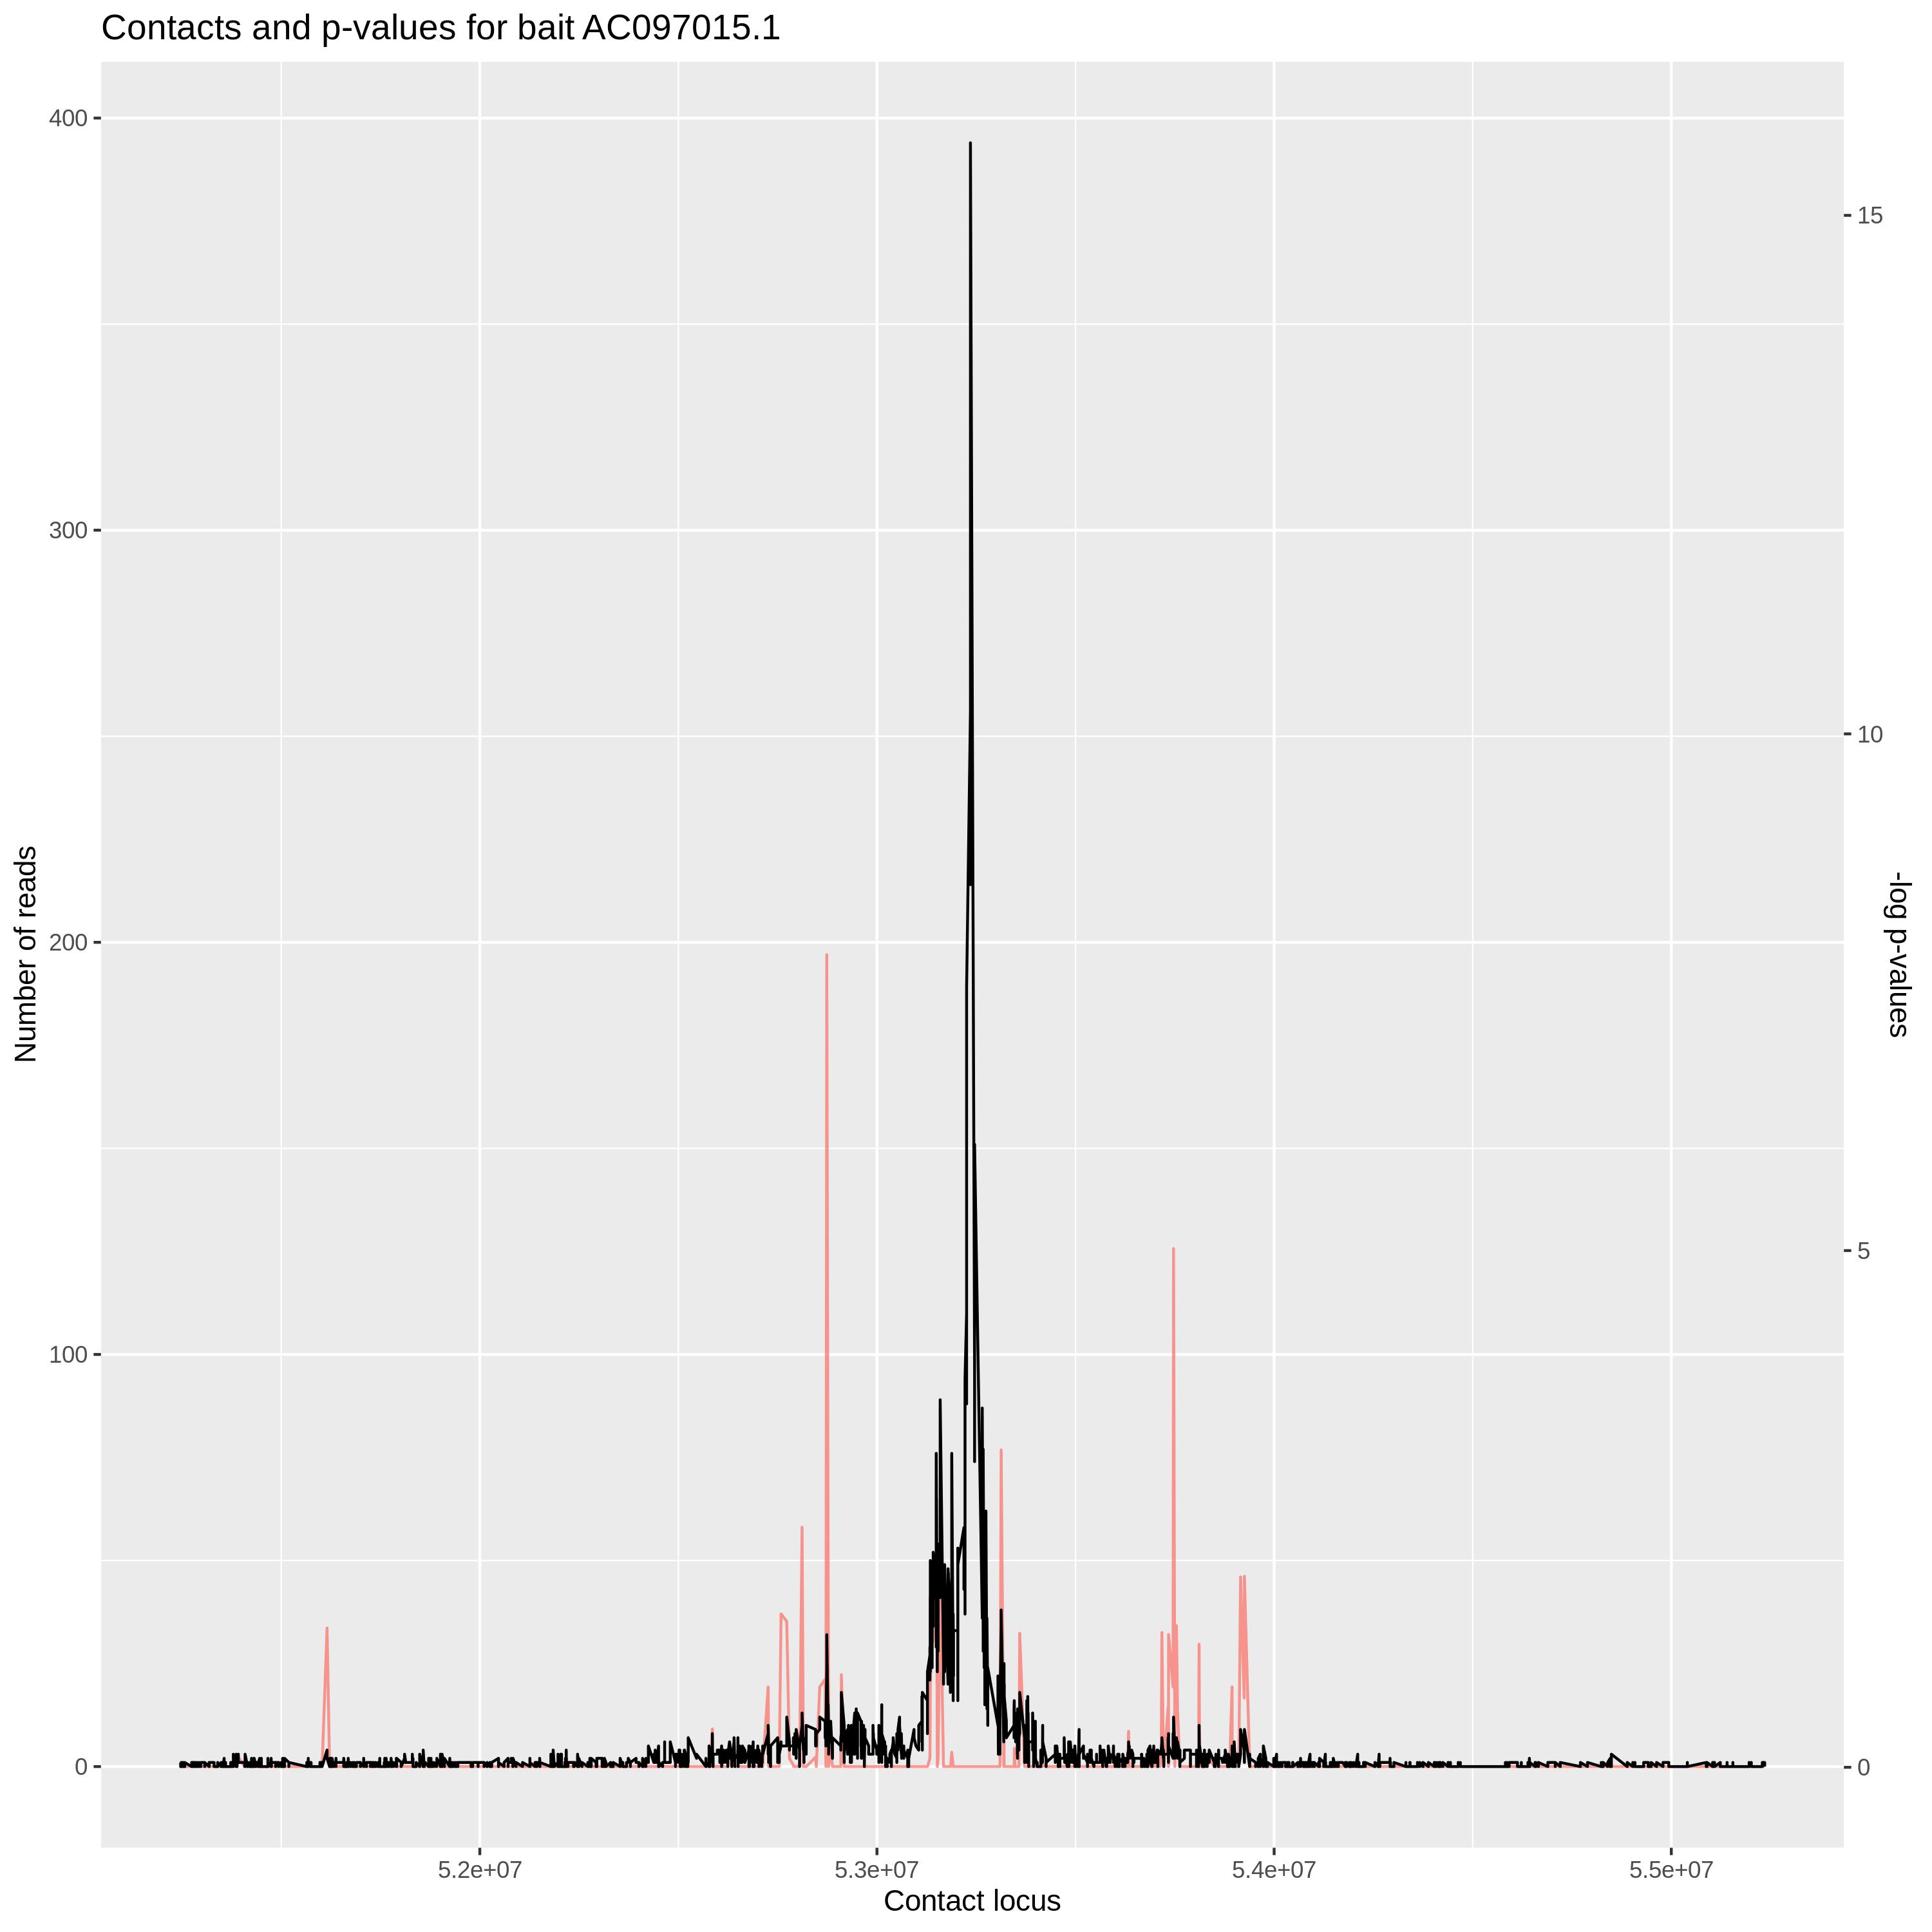 Contacts and p-values for bait AC097015.1
400
300
200
100
0
Number of reads
15
10
5
0
-log p-values
5.2e+07
5.3e+07
5.4e+07
5.5e+07
Contact locus